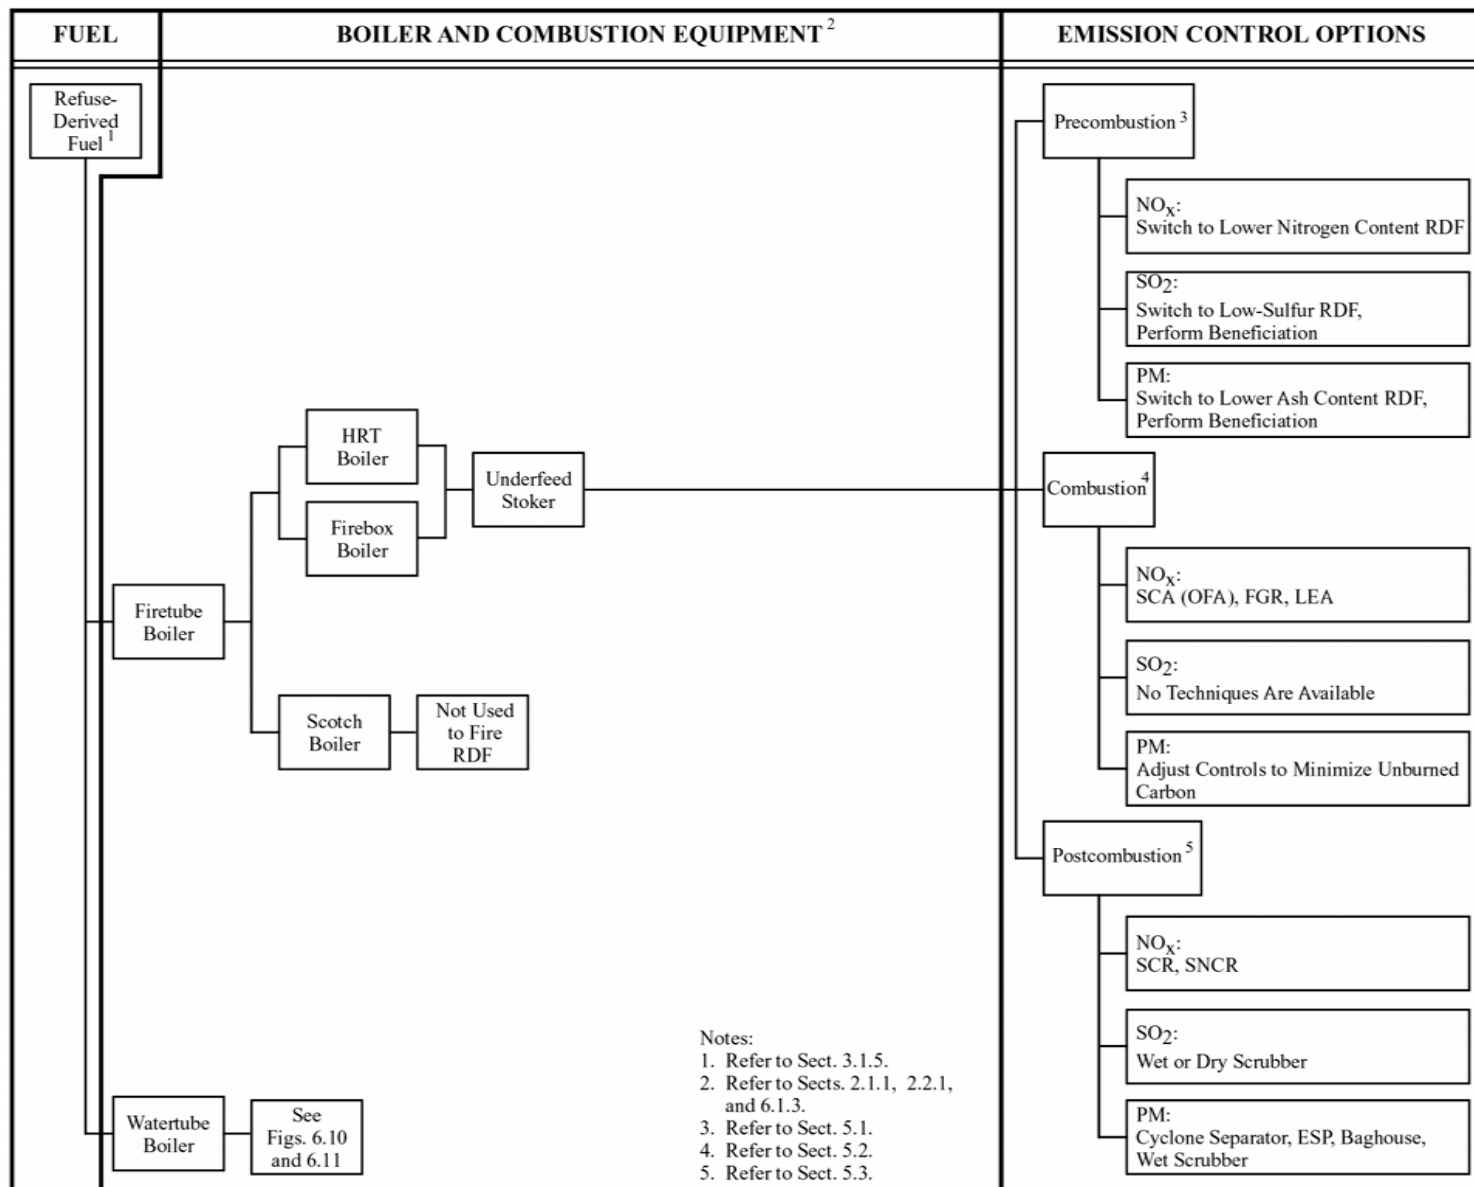 FUEL
BOILER AND COMBUSTION EQUIPMENT 2
EMISSION CONTROL OPTIONS
Refuse-
Derived
Fuel 1
Firetube
Boiler
Watertube
Boiler
See
Figs. 6.10
and 6.11
HRT
Boiler
Firebox
Boiler
Underfeed
Stoker
Scotch
Boiler
Not Used
to Fire
RDF
Notes:
1. Refer to Sect. 3.1.5.
2. Refer to Sects. 2.1.1, 2.2.1,
and 6.1.3.
3. Refer to Sect. 5.1.
4. Refer to Sect. 5.2.
5. Refer to Sect. 5.3.
Precombustion 3
NOx:
Switch to Lower Nitrogen Content RDF
SO2:
Switch to Low-Sulfur RDF,
Perform Beneficiation
PM:
Switch to Lower Ash Content RDF,
Perform Beneficiation
Combustion 4
NOx:
SCA (OFA), FGR, LEA
SO2:
No Techniques Are Available
PM:
Adjust Controls to Minimize Unburned
Carbon
Postcombustion 5
NOx:
SCR, SNCR
SO2:
Wet or Dry Scrubber
PM:
Cyclone Separator, ESP, Baghouse,
Wet Scrubber